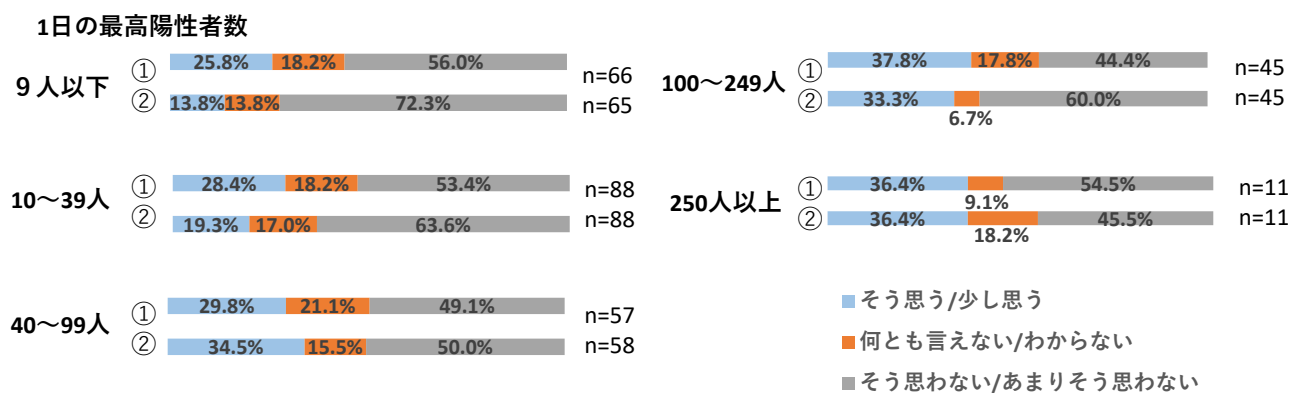 1日の最高陽性者数
９人以下
①
25.8%
18.2%
56.0%
n=66
②
13.8%
13.8%
72.3%
n=65
10～39人
①
28.4%
18.2%
53.4%
n=88
②
19.3%
17.0%
63.6%
n=88
40～99人
①
29.8%
21.1%
49.1%
n=57
②
34.5%
15.5%
50.0%
n=58
100～249人
①
37.8%
17.8%
44.4%
n=45
②
33.3%
6.7%
60.0%
n=45
250人以上
①
36.4%
9.1%
54.5%
n=11
②
36.4%
18.2%
45.5%
n=11
そう思う/少し思う
何とも言えない/わからない
そう思わない/あまりそう思わない